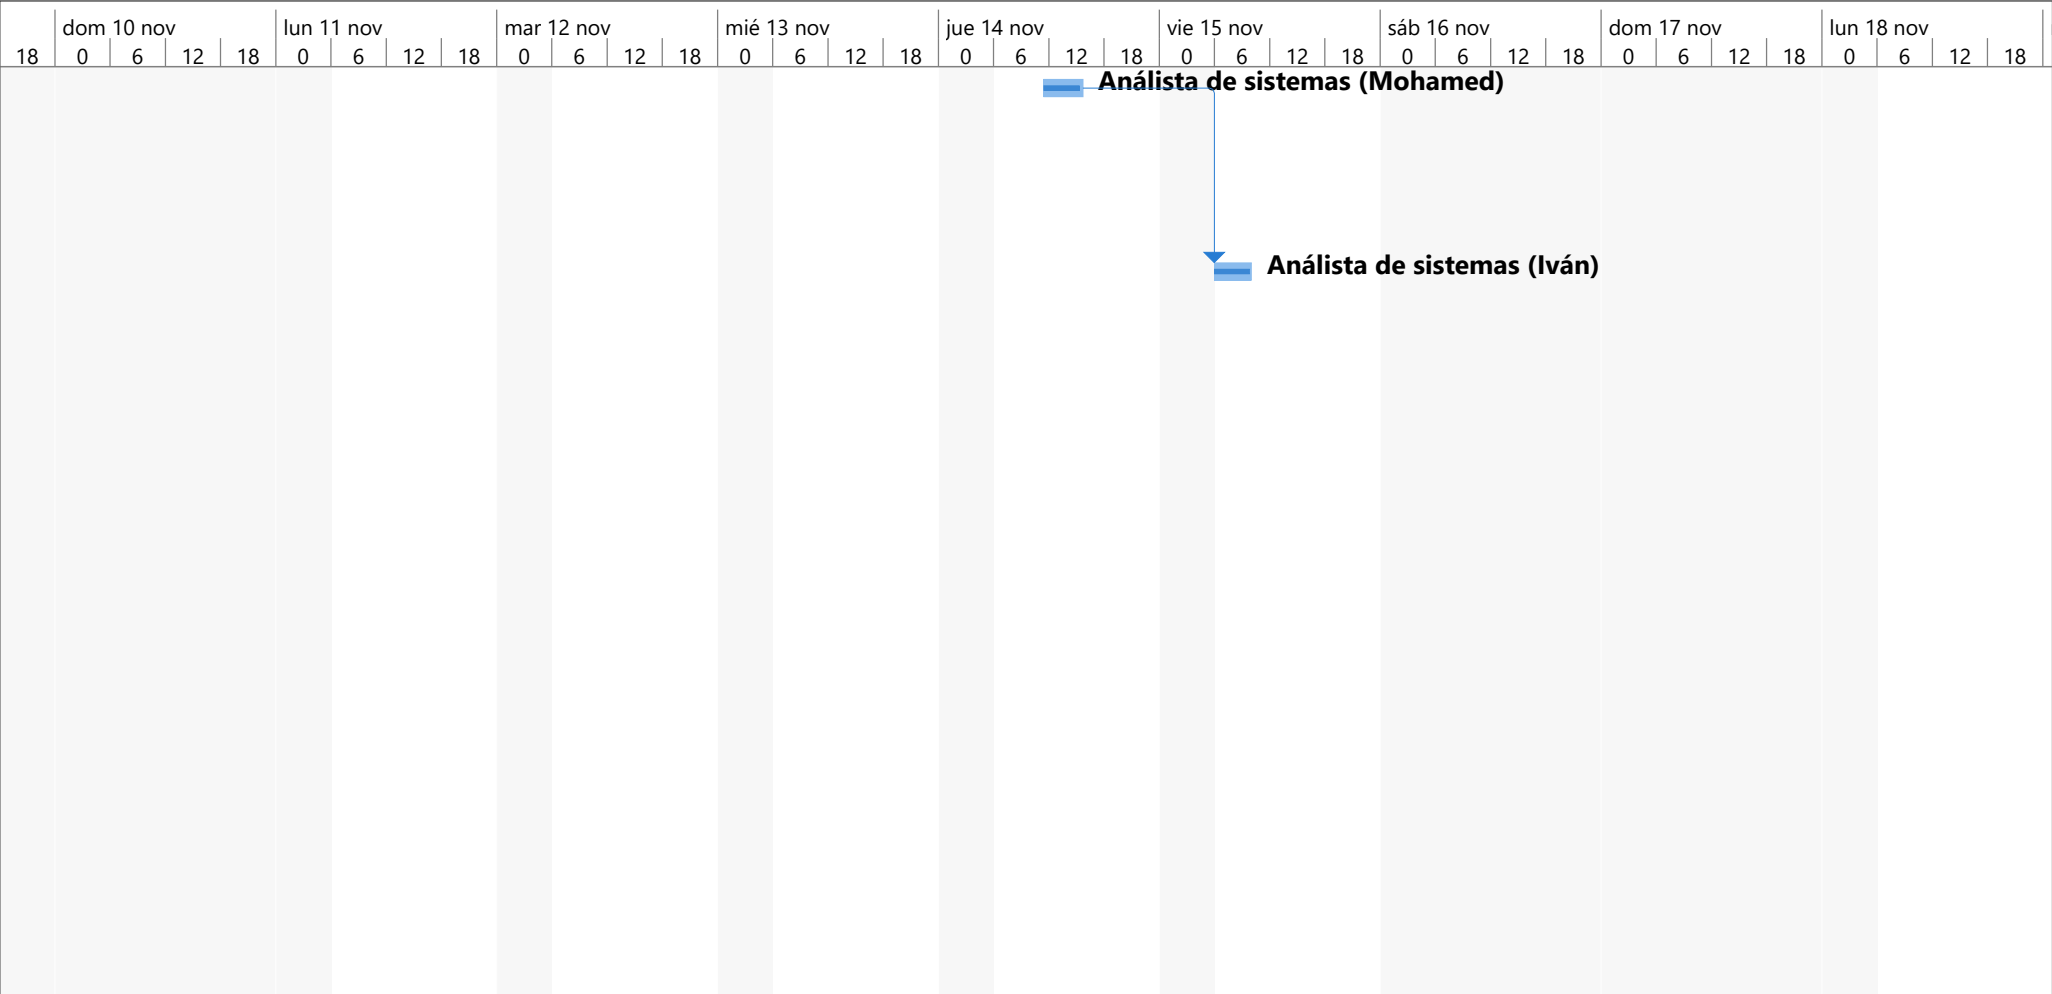 dom 10 nov lun 11 nov mar 12 nov mié 13 nov jue 14 nov vie 15 nov sáb 16 nov dom 17 nov lun 18 nov
18 0 6 12 18 0 6 12 18 0 6 12 18 0 6 12 18 0 6 12 18 0 6 12 18 0 6 12 18 0 6 12 18 0 6 12 18
Análista de sistemas (Mohamed)
Análista de sistemas (Iván)